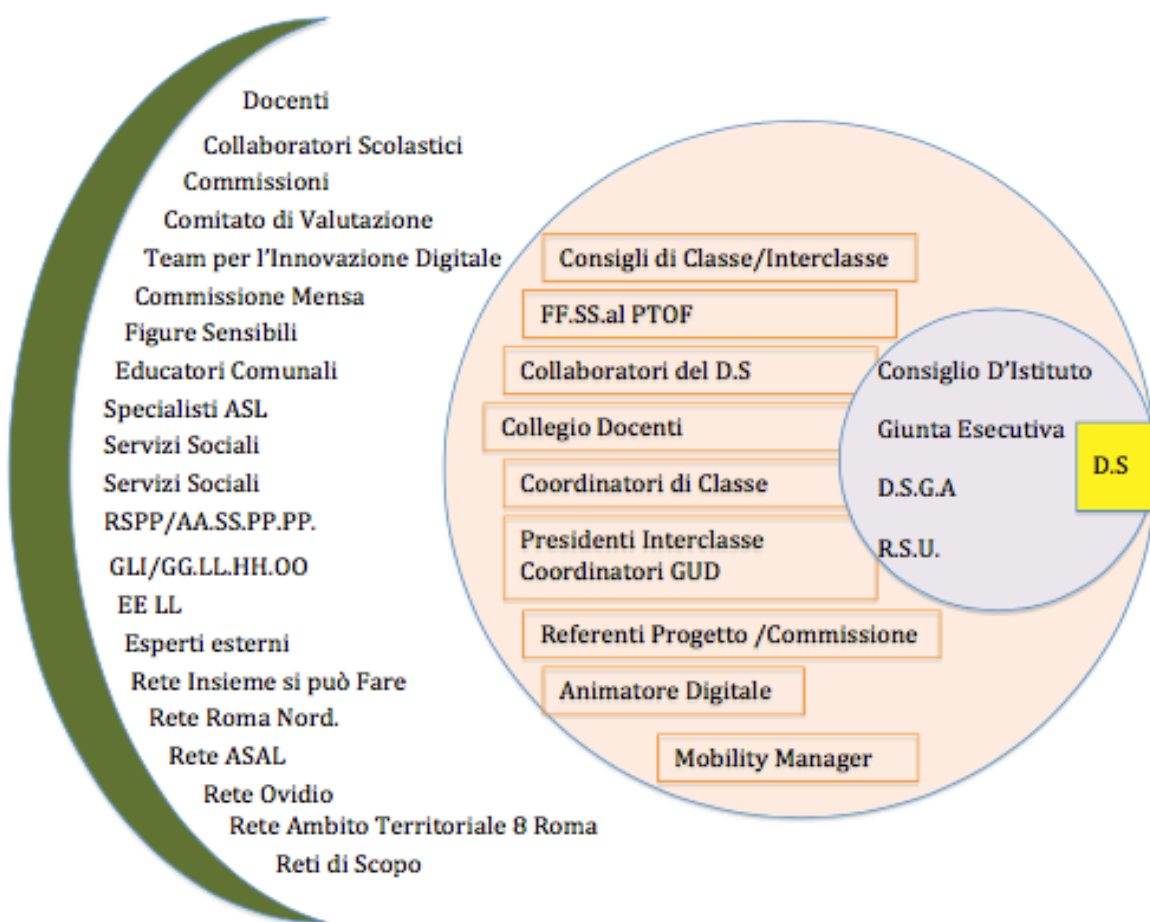 Docenti
Collaboratori Scolastici
Commissioni
Comitato di Valutazione
Team per l'Innovazione Digitale
Commissione Mensa
Figure Sensibili
Educatori Comunali
Specialisti ASL
Servizi Sociali
Servizi Sociali
RSPP/AA.SS.PP.PP.
GLI/GG.LL.HH.OO
EE LL
Esperti esterni
Rete Insieme si può Fare
Rete Roma Nord.
Rete ASAL
Rete Ovidio
Rete Ambito Territoriale 8 Roma
Reti di Scopo
Consigli di Classe/Interclasse
FF.SS.al PTOF
Collaboratori del D.S
Collegio Docenti
Coordinatori di Classe
Presidenti Interclasse
Coordinatori GUD
Referenti Progetto /Commissione
Animatore Digitale
Mobility Manager
Consiglio D'Istituto
Giunta Esecutiva
D.S.G.A
R.S.U.
D.S